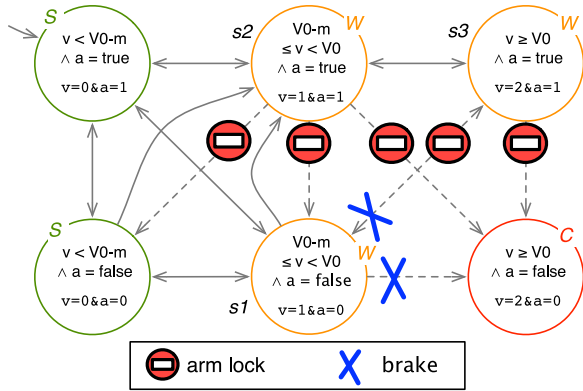 S
v < V0-m
∧ a = true
v=0&a=1
s2
W
V0-m
≤ v < V0
∧ a = true
v=1&a=1
s3
W
v ≥ V0
∧ a = true
v=2&a=1
S
v < V0-m
∧ a = false
v=0&a=0
s1
W
V0-m
≤ v < V0
∧ a = false
v=1&a=0
C
v ≥ V0
∧ a = false
v=2&a=0
arm lock
brake